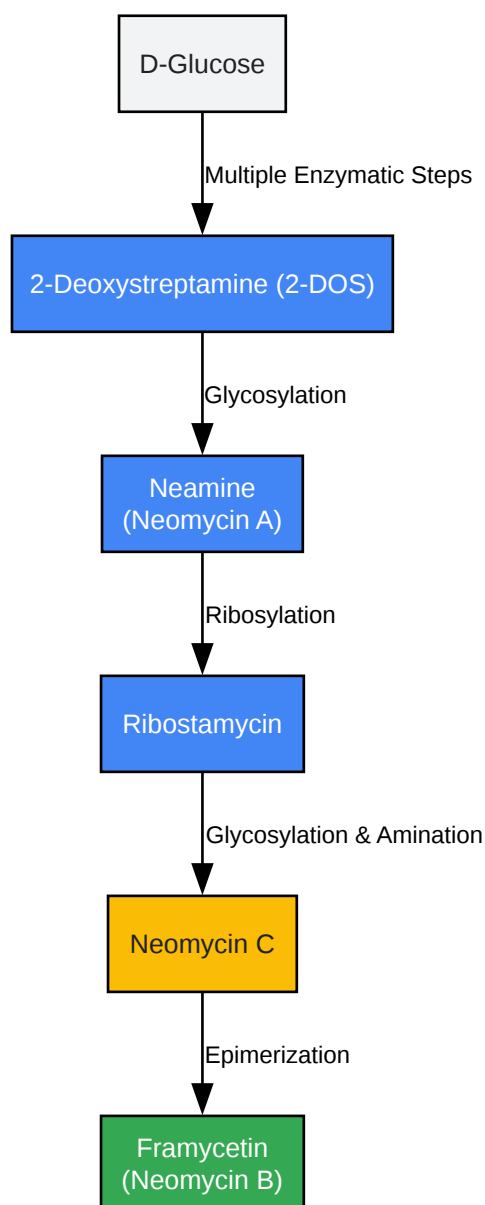 D-Glucose
Multiple Enzymatic Steps
2-Deoxystreptamine (2-DOS)
Glycosylation
Neamine
(Neomycin A)
Ribosylation
Ribostamycin
Glycosylation & Amination
Neomycin C
Epimerization
Framycetin
(Neomycin B)